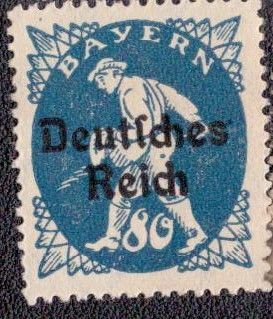 BAYERN
Deutſches
Reich
80